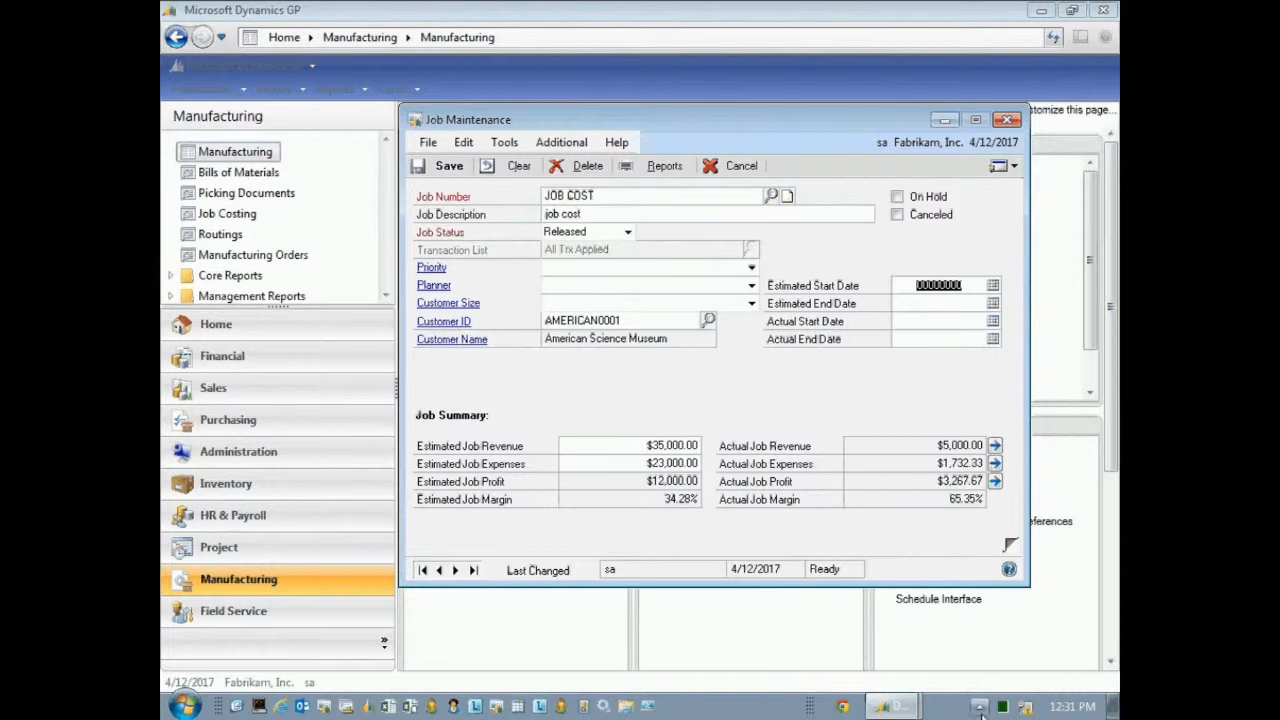 Microsoft Dynamics GP
Home Manufacturing Manufacturing
Manufacturing
Manufacturing
Bills of Materials
Picking Documents
Job Costing
Routings
Manufacturing Orders
Core Reports
Management Reports
Home
Financial
Sales
Purchasing
Administration
Inventory
HR & Payroll
Project
Manufacturing
Field Service
»
4/12/2017 Fabrikam, Inc. sa
tomize this page...
Job Maintenance
File Edit Tools Additional Help
sa Fabrikam, Inc. 4/12/2017
Save Clear Delete Reports Cancel
Job Number JOB COST
Job Description job cost
Job Status Released
Transaction List All Trx Applied
Priority
Planner
Customer Size
Customer ID AMERICAN0001
Customer Name American Science Museum
On Hold
Canceled
Estimated Start Date 00000000
Estimated End Date
Actual Start Date
Actual End Date
Job Summary:
Estimated Job Revenue $35,000.00 Actual Job Revenue $5,000.00
Estimated Job Expenses $23,000.00 Actual Job Expenses $1,732.33
Estimated Job Profit $12,000.00 Actual Job Profit $3,267.67
Estimated Job Margin 34.28% Actual Job Margin 65.35%
Last Changed sa 4/12/2017 Ready
eferences
Schedule Interface
D...
12:31 PM